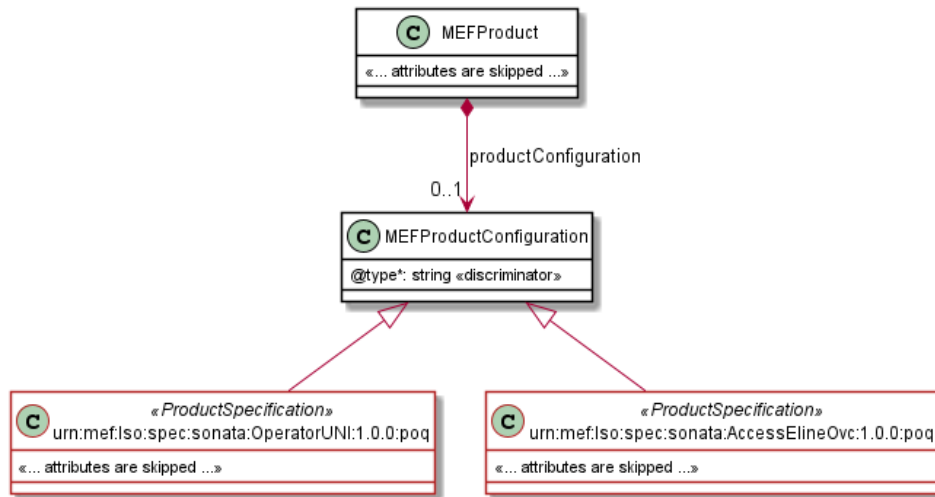 C MEFProduct
«... attributes are skipped ...»
productConfiguration
0..1
C MEFProductConfiguration
@type*: string «discriminator»
«ProductSpecification»
C urn:mef:lso:spec:sonata:OperatorUNI:1.0.0:poq
«... attributes are skipped ...»
«ProductSpecification»
C urn:mef:lso:spec:sonata:AccessElineOvc:1.0.0:poq
«... attributes are skipped ...»